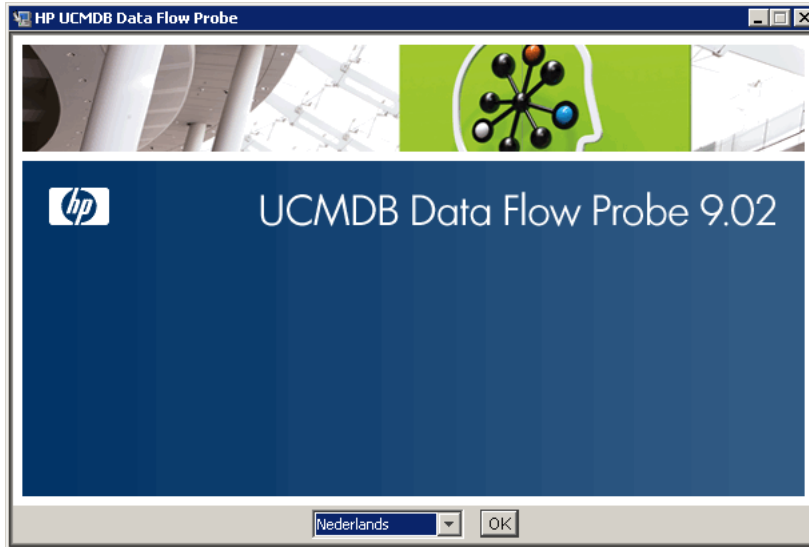 HP UCMDB Data Flow Probe
hp
UCMDB Data Flow Probe 9.02
Nederlands
OK